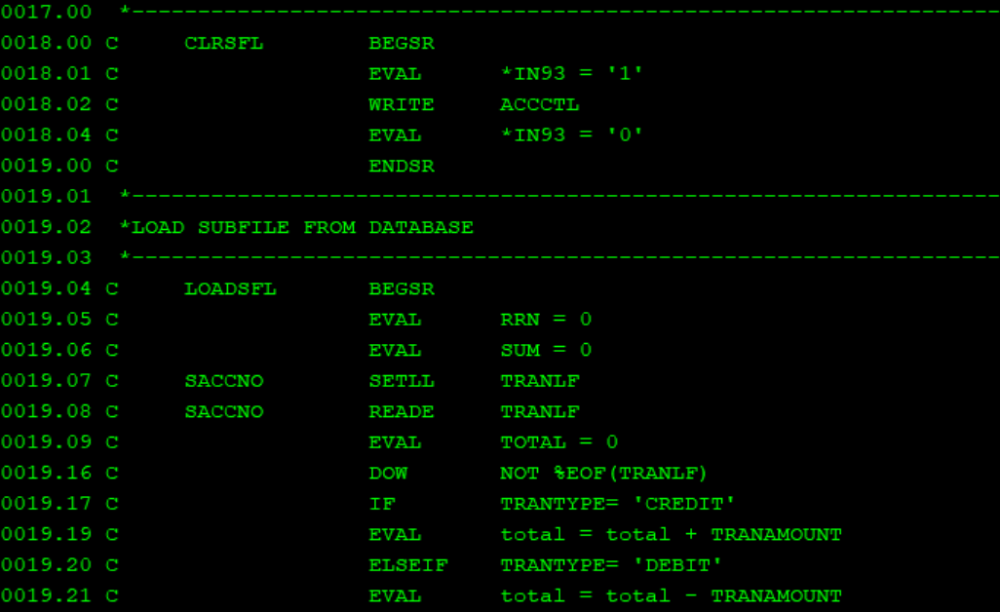 0017.00  *------------------------------------------------------------------
0018.00 C     CLRSFL        BEGSR
0018.01 C                   EVAL      *IN93 = '1'
0018.02 C                   WRITE     ACCCTL
0018.04 C                   EVAL      *IN93 = '0'
0019.00 C                   ENDSR
0019.01  *------------------------------------------------------------------
0019.02  *LOAD SUBFILE FROM DATABASE
0019.03  *------------------------------------------------------------------
0019.04 C     LOADSFL       BEGSR
0019.05 C                   EVAL      RRN = 0
0019.06 C                   EVAL      SUM = 0
0019.07 C     SACCNO        SETLL     TRANLF
0019.08 C     SACCNO        READE     TRANLF
0019.09 C                   EVAL      TOTAL = 0
0019.16 C                   DOW       NOT %EOF(TRANLF)
0019.17 C                   IF        TRANTYPE= 'CREDIT'
0019.19 C                   EVAL      total = total + TRANAMOUNT
0019.20 C                   ELSEIF    TRANTYPE= 'DEBIT'
0019.21 C                   EVAL      total = total - TRANAMOUNT